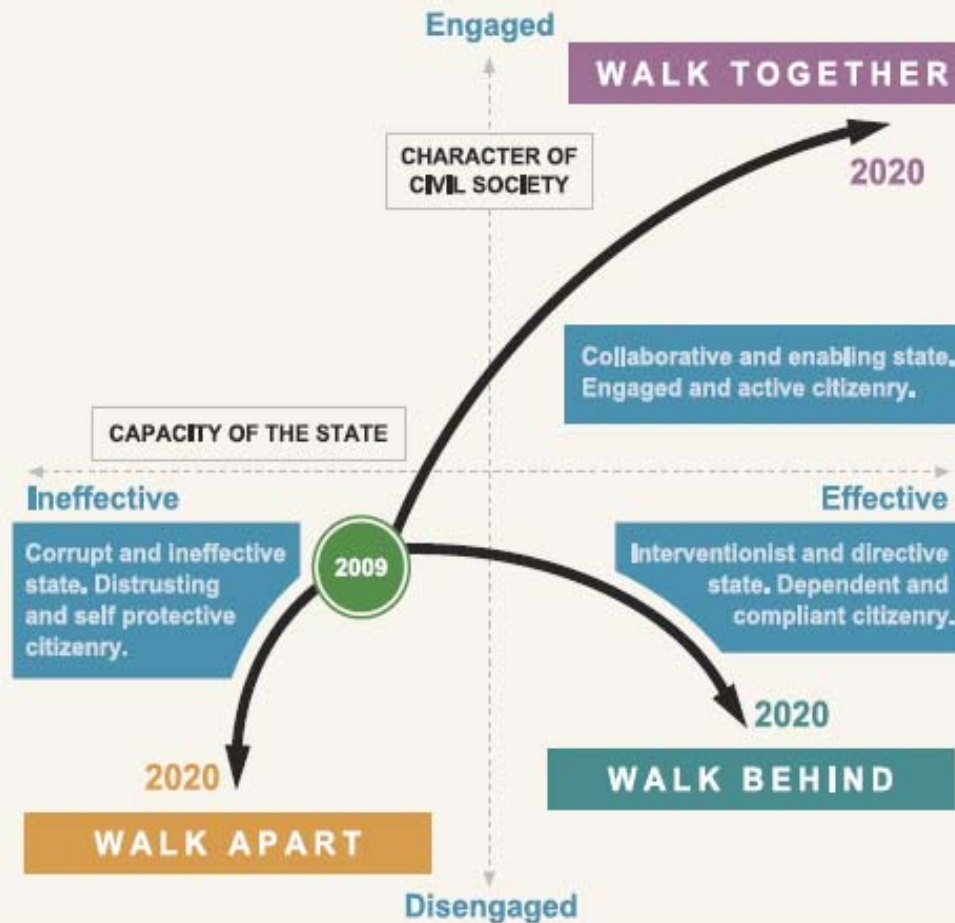 Engaged
WALK TOGETHER
CHARACTER OF
CIVIL SOCIETY
2020
Collaborative and enabling state.
Engaged and active citizenry.
CAPACITY OF THE STATE
Ineffective
Effective
Corrupt and ineffective
state. Distrusting
and self protective
citizenry.
2009
Interventionist and directive
state. Dependent and
compliant citizenry.
2020
WALK BEHIND
2020
WALK APART
Disengaged